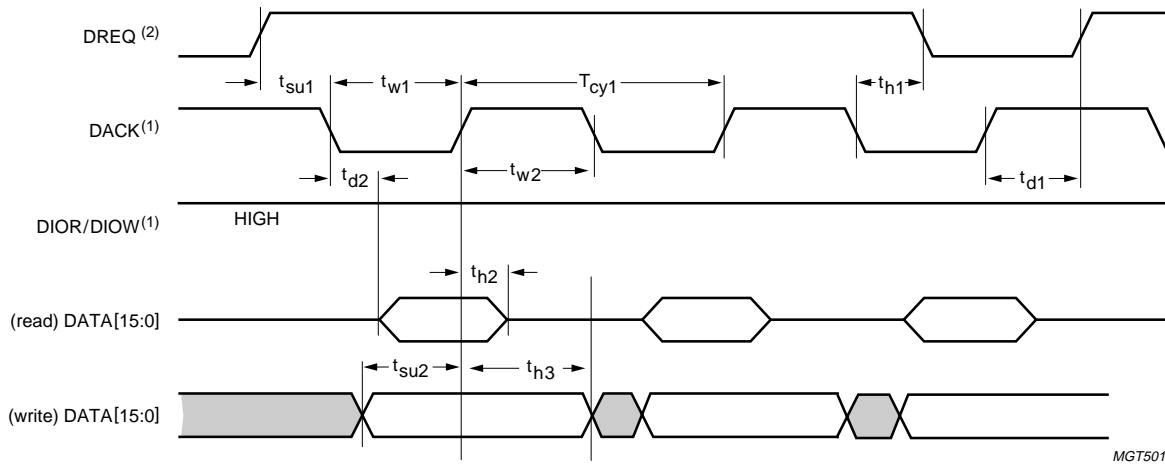 DREQ (2)
tsu1
tw1
Tcy1
th1
DACK(1)
td2
tw2
td1
DIOR/DIOW(1)
HIGH
th2
(read) DATA[15:0]
tsu2
th3
(write) DATA[15:0]
MGT501